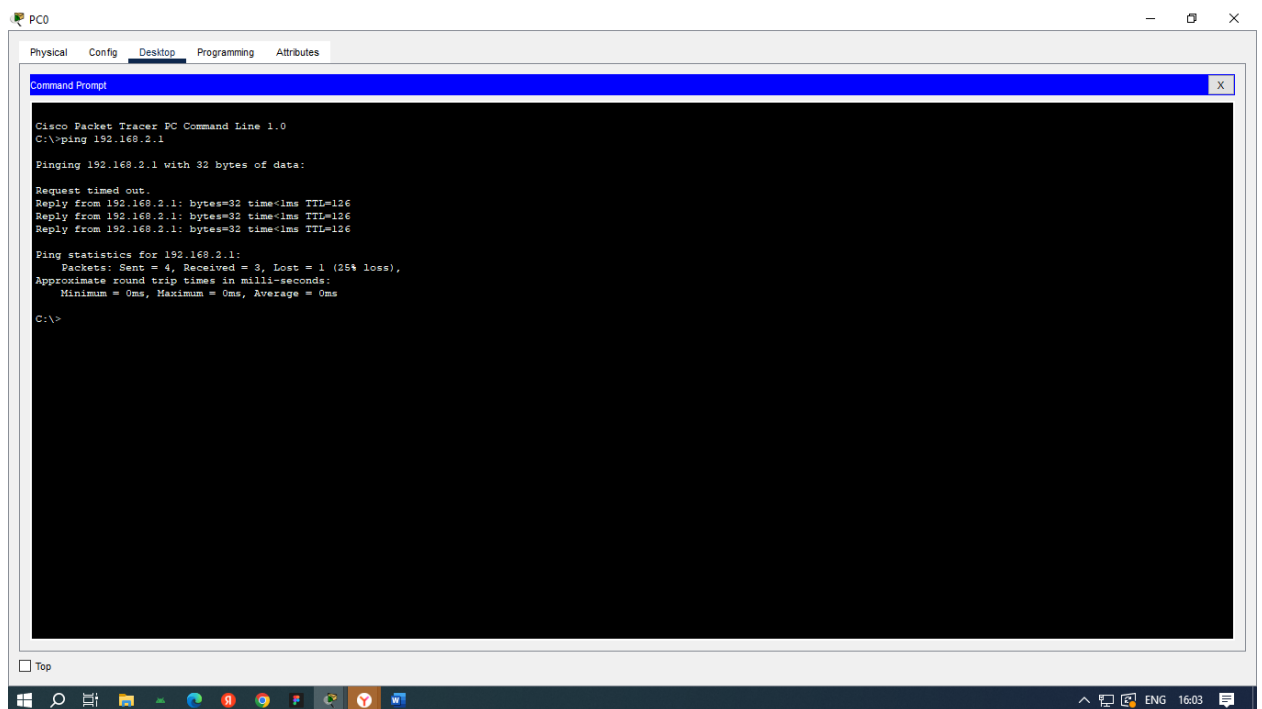 PC0
Physical Config Desktop Programming Attributes
Command Prompt
X
Cisco Packet Tracer PC Command Line 1.0
C:\>ping 192.168.2.1
Pinging 192.168.2.1 with 32 bytes of data:
Request timed out.
Reply from 192.168.2.1: bytes=32 time<1ms TTL=126
Reply from 192.168.2.1: bytes=32 time<1ms TTL=126
Reply from 192.168.2.1: bytes=32 time<1ms TTL=126
Ping statistics for 192.168.2.1:
Packets: Sent = 4, Received = 3, Lost = 1 (25% loss),
Approximate round trip times in milli-seconds:
Minimum = 0ms, Maximum = 0ms, Average = 0ms
C:\>
Top
ENG 16:03